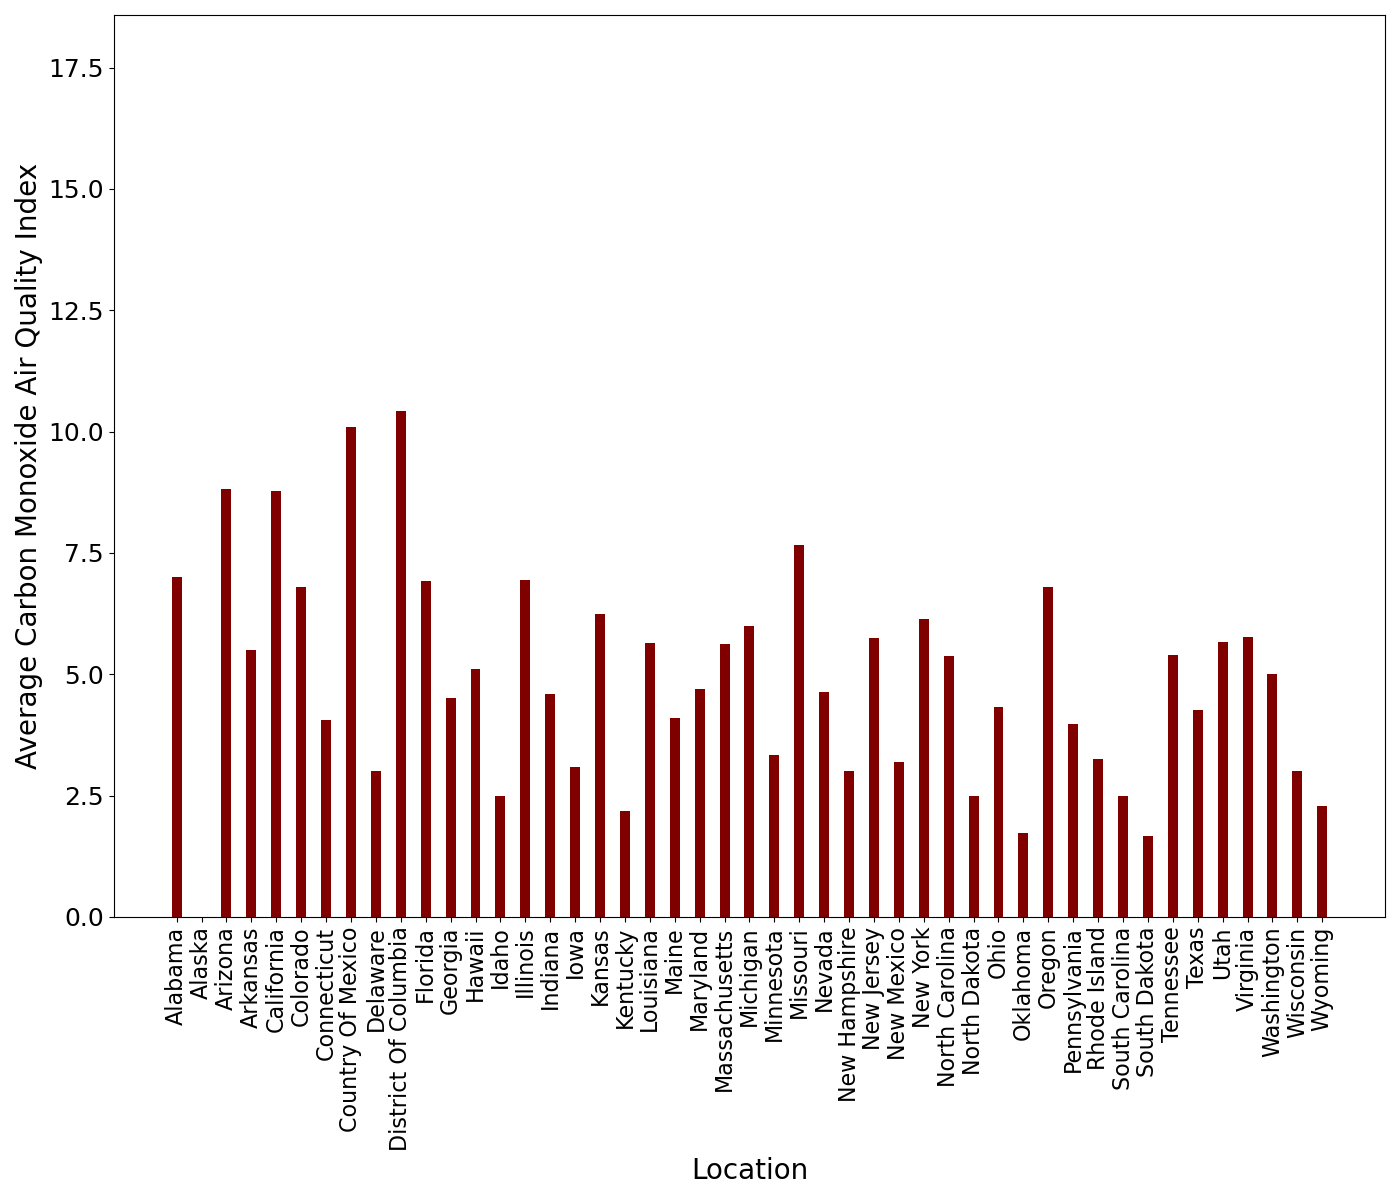 Average Carbon Monoxide Air Quality Index
17.5
15.0
12.5
10.0
7.5
5.0
2.5
0.0
Alabama
Alaska
Arizona
Arkansas
California
Colorado
Connecticut
Country Of Mexico
Delaware
District Of Columbia
Florida
Georgia
Hawaii
Idaho
Illinois
Indiana
Iowa
Kansas
Kentucky
Louisiana
Maine
Maryland
Massachusetts
Michigan
Minnesota
Missouri
Nevada
New Hampshire
New Jersey
New Mexico
New York
North Carolina
North Dakota
Ohio
Oklahoma
Oregon
Pennsylvania
Rhode Island
South Carolina
South Dakota
Tennessee
Texas
Utah
Virginia
Washington
Wisconsin
Wyoming
Location